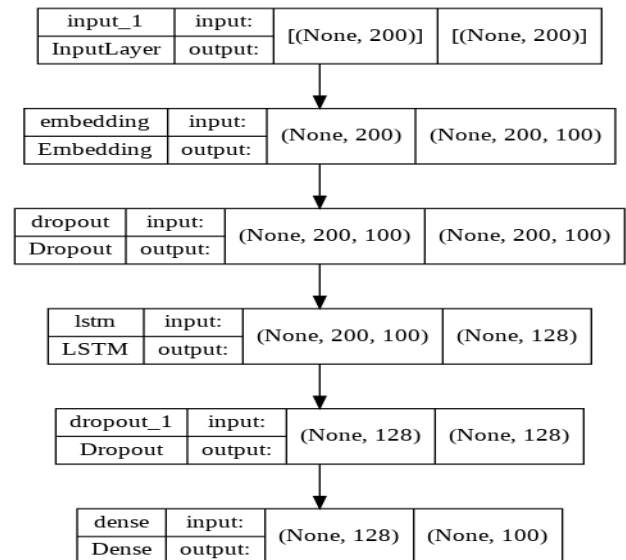 input_1 input: [(None, 200)] [(None, 200)]
InputLayer output:
embedding input: (None, 200) (None, 200, 100)
Embedding output:
dropout input: (None, 200, 100) (None, 200, 100)
Dropout output:
lstm input: (None, 200, 100) (None, 128)
LSTM output:
dropout_1 input: (None, 128) (None, 128)
Dropout output:
dense input: (None, 128) (None, 100)
Dense output: